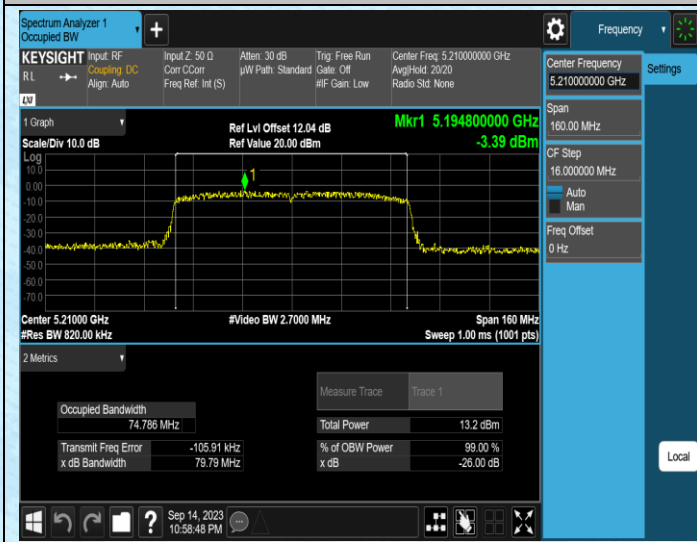 Spectrum Analyzer 1
Occupied BW
+
Frequency
KEYSIGHT
RL
LXI
Input: RF
Coupling: DC
Align: Auto
Input Z: 50 Ω
Corr CCorr
Freq Ref: Int (S)
Atten: 30 dB
µW Path: Standard
Trig: Free Run
Gate: Off
#IF Gain: Low
Center Freq: 5.210000000 GHz
Avg|Hold: 20/20
Radio Std: None
Center Frequency
5.210000000 GHz
Settings
Span
160.00 MHz
CF Step
16.000000 MHz
Auto
Man
Freq Offset
0 Hz
1 Graph
Scale/Div 10.0 dB
Ref Lvl Offset 12.04 dB
Ref Value 20.00 dBm
Mkr1 5.194800000 GHz
-3.39 dBm
Log
10.0
0.00
-10.0
-20.0
-30.0
-40.0
-50.0
-60.0
-70.0
1
Center 5.21000 GHz
#Res BW 820.00 kHz
#Video BW 2.7000 MHz
Span 160 MHz
Sweep 1.00 ms (1001 pts)
2 Metrics
Measure Trace
Trace 1
Occupied Bandwidth
74.786 MHz
Total Power
13.2 dBm
Transmit Freq Error
-105.91 kHz
% of OBW Power
99.00 %
x dB Bandwidth
79.79 MHz
x dB
-26.00 dB
Local
?
Sep 14, 2023
10:58:48 PM